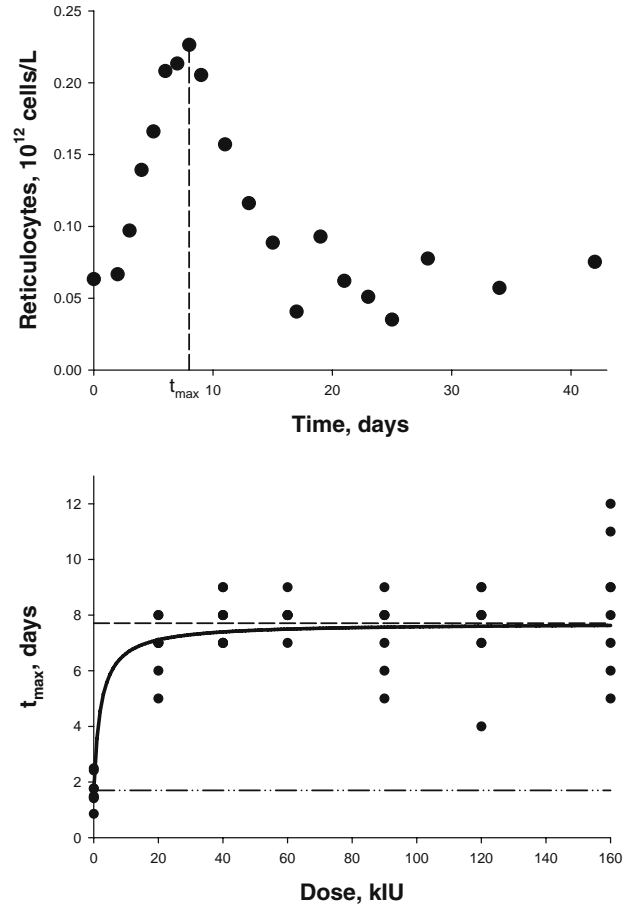 0.25
0.20
0.15
0.10
0.05
0.00
Reticulocytes, 10¹² cells/L
0 tmax 10 20 30 40
Time, days
12
10
8
6
4
2
0
tmax, days
0 20 40 60 80 100 120 140 160
Dose, kIU